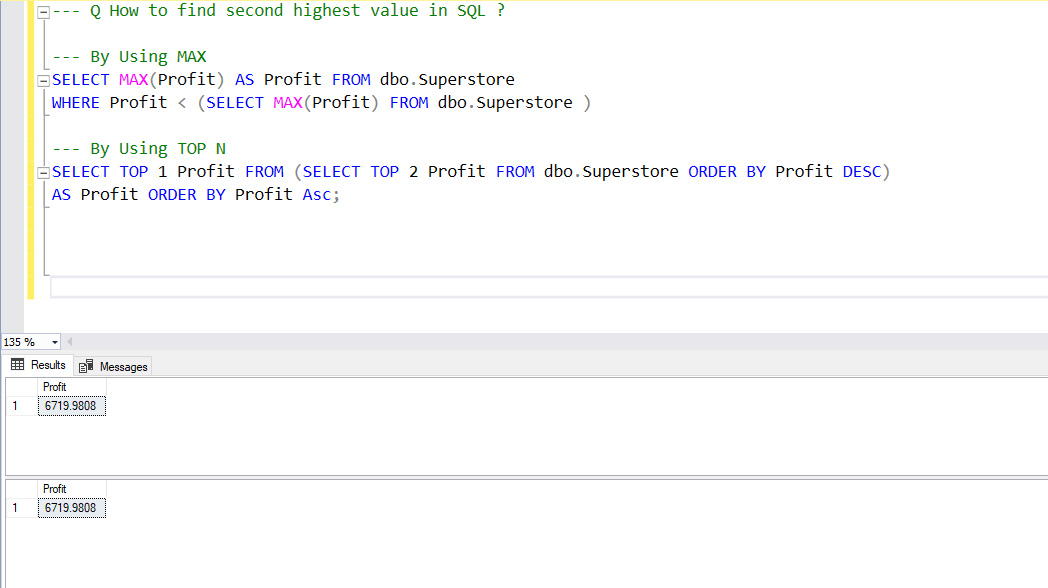 --- Q How to find second highest value in SQL ?
--- By Using MAX
SELECT MAX(Profit) AS Profit FROM dbo.Superstore
WHERE Profit < (SELECT MAX(Profit) FROM dbo.Superstore )
--- By Using TOP N
SELECT TOP 1 Profit FROM (SELECT TOP 2 Profit FROM dbo.Superstore ORDER BY Profit DESC)
AS Profit ORDER BY Profit Asc;
135 %
Results Messages
Profit
1 6719.9808
Profit
1 6719.9808